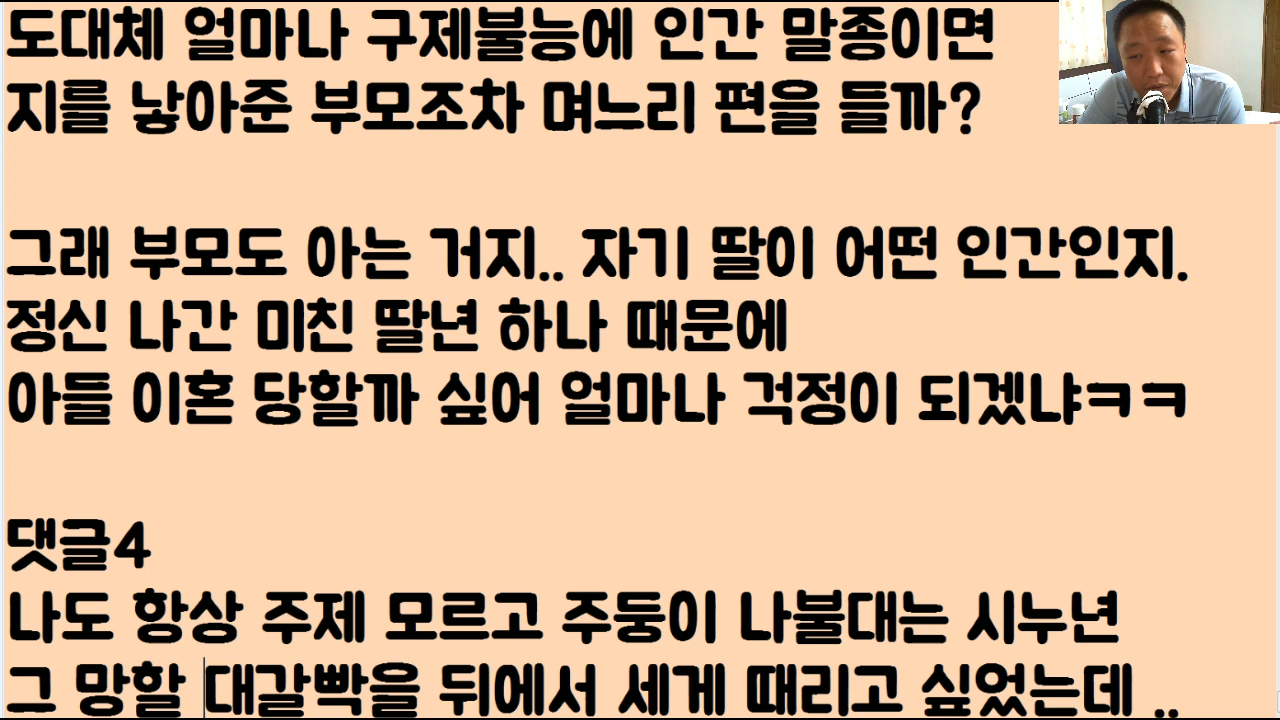 도대체 얼마나 구제불능에 인간 말종이면
지를 낳아준 부모조차 며느리 편을 들까?
그래 부모도 아는 거지.. 자기 딸이 어떤 인간인지.
정신 나간 미친 딸년 하나 때문에
아들 이혼 당할까 싶어 얼마나 걱정이 되겠냐ㅋㅋ
댓글4
나도 항상 주제 모르고 주둥이 나불대는 시누년
그 망할 대갈빡을 뒤에서 세게 때리고 싶었는데 ..